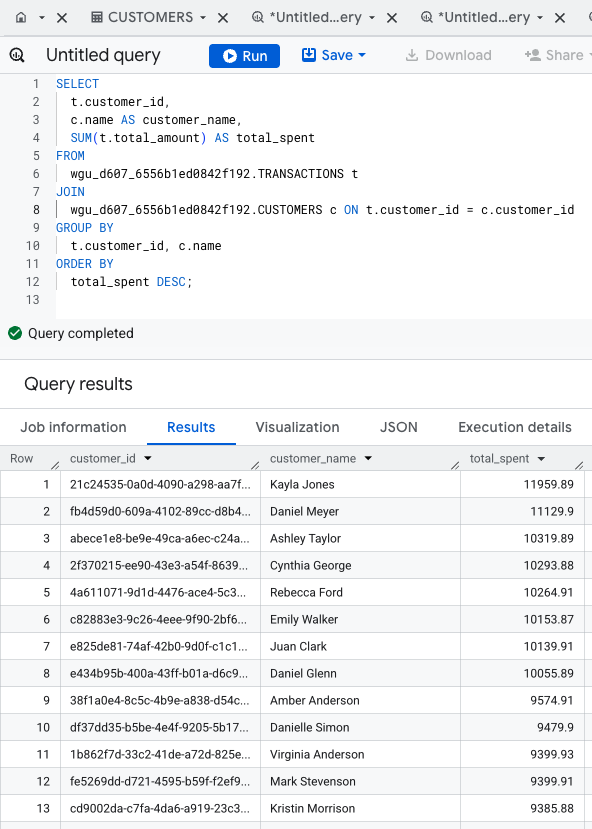 CUSTOMERS
*Untitled...ery
*Untitled...ery
Untitled query
Run
Save
Download
Share
1 SELECT
2 t.customer_id,
3 c.name AS customer_name,
4 SUM(t.total_amount) AS total_spent
5 FROM
6 wgu_d607_6556b1ed0842f192.TRANSACTIONS t
7 JOIN
8 wgu_d607_6556b1ed0842f192.CUSTOMERS c ON t.customer_id = c.customer_id
9 GROUP BY
10 t.customer_id, c.name
11 ORDER BY
12 total_spent DESC;
13
Query completed
Query results
Job information Results Visualization JSON Execution details
Row customer_id customer_name total_spent
1 21c24535-0a0d-4090-a298-aa7f... Kayla Jones 11959.89
2 fb4d59d0-609a-4102-89cc-d8b4... Daniel Meyer 11129.9
3 abece1e8-be9e-49ca-a6ec-c24a... Ashley Taylor 10319.89
4 2f370215-ee90-43e3-a54f-8639... Cynthia George 10293.88
5 4a611071-9d1d-4476-ace4-5c3... Rebecca Ford 10264.91
6 c82883e3-9c26-4eee-9f90-2bf6... Emily Walker 10153.87
7 e825de81-74af-42b0-9d0f-c1c1... Juan Clark 10139.91
8 e434b95b-400a-43ff-b01a-d6c9... Daniel Glenn 10055.89
9 38f1a0e4-8c5c-4b9e-a838-d54c... Amber Anderson 9574.91
10 df37dd35-b5be-4e4f-9205-5b17... Danielle Simon 9479.9
11 1b862f7d-33c2-41de-a72d-825e... Virginia Anderson 9399.93
12 fe5269dd-d721-4595-b59f-f2ef9... Mark Stevenson 9399.91
13 cd9002da-c7fa-4da6-a919-23c3... Kristin Morrison 9385.88